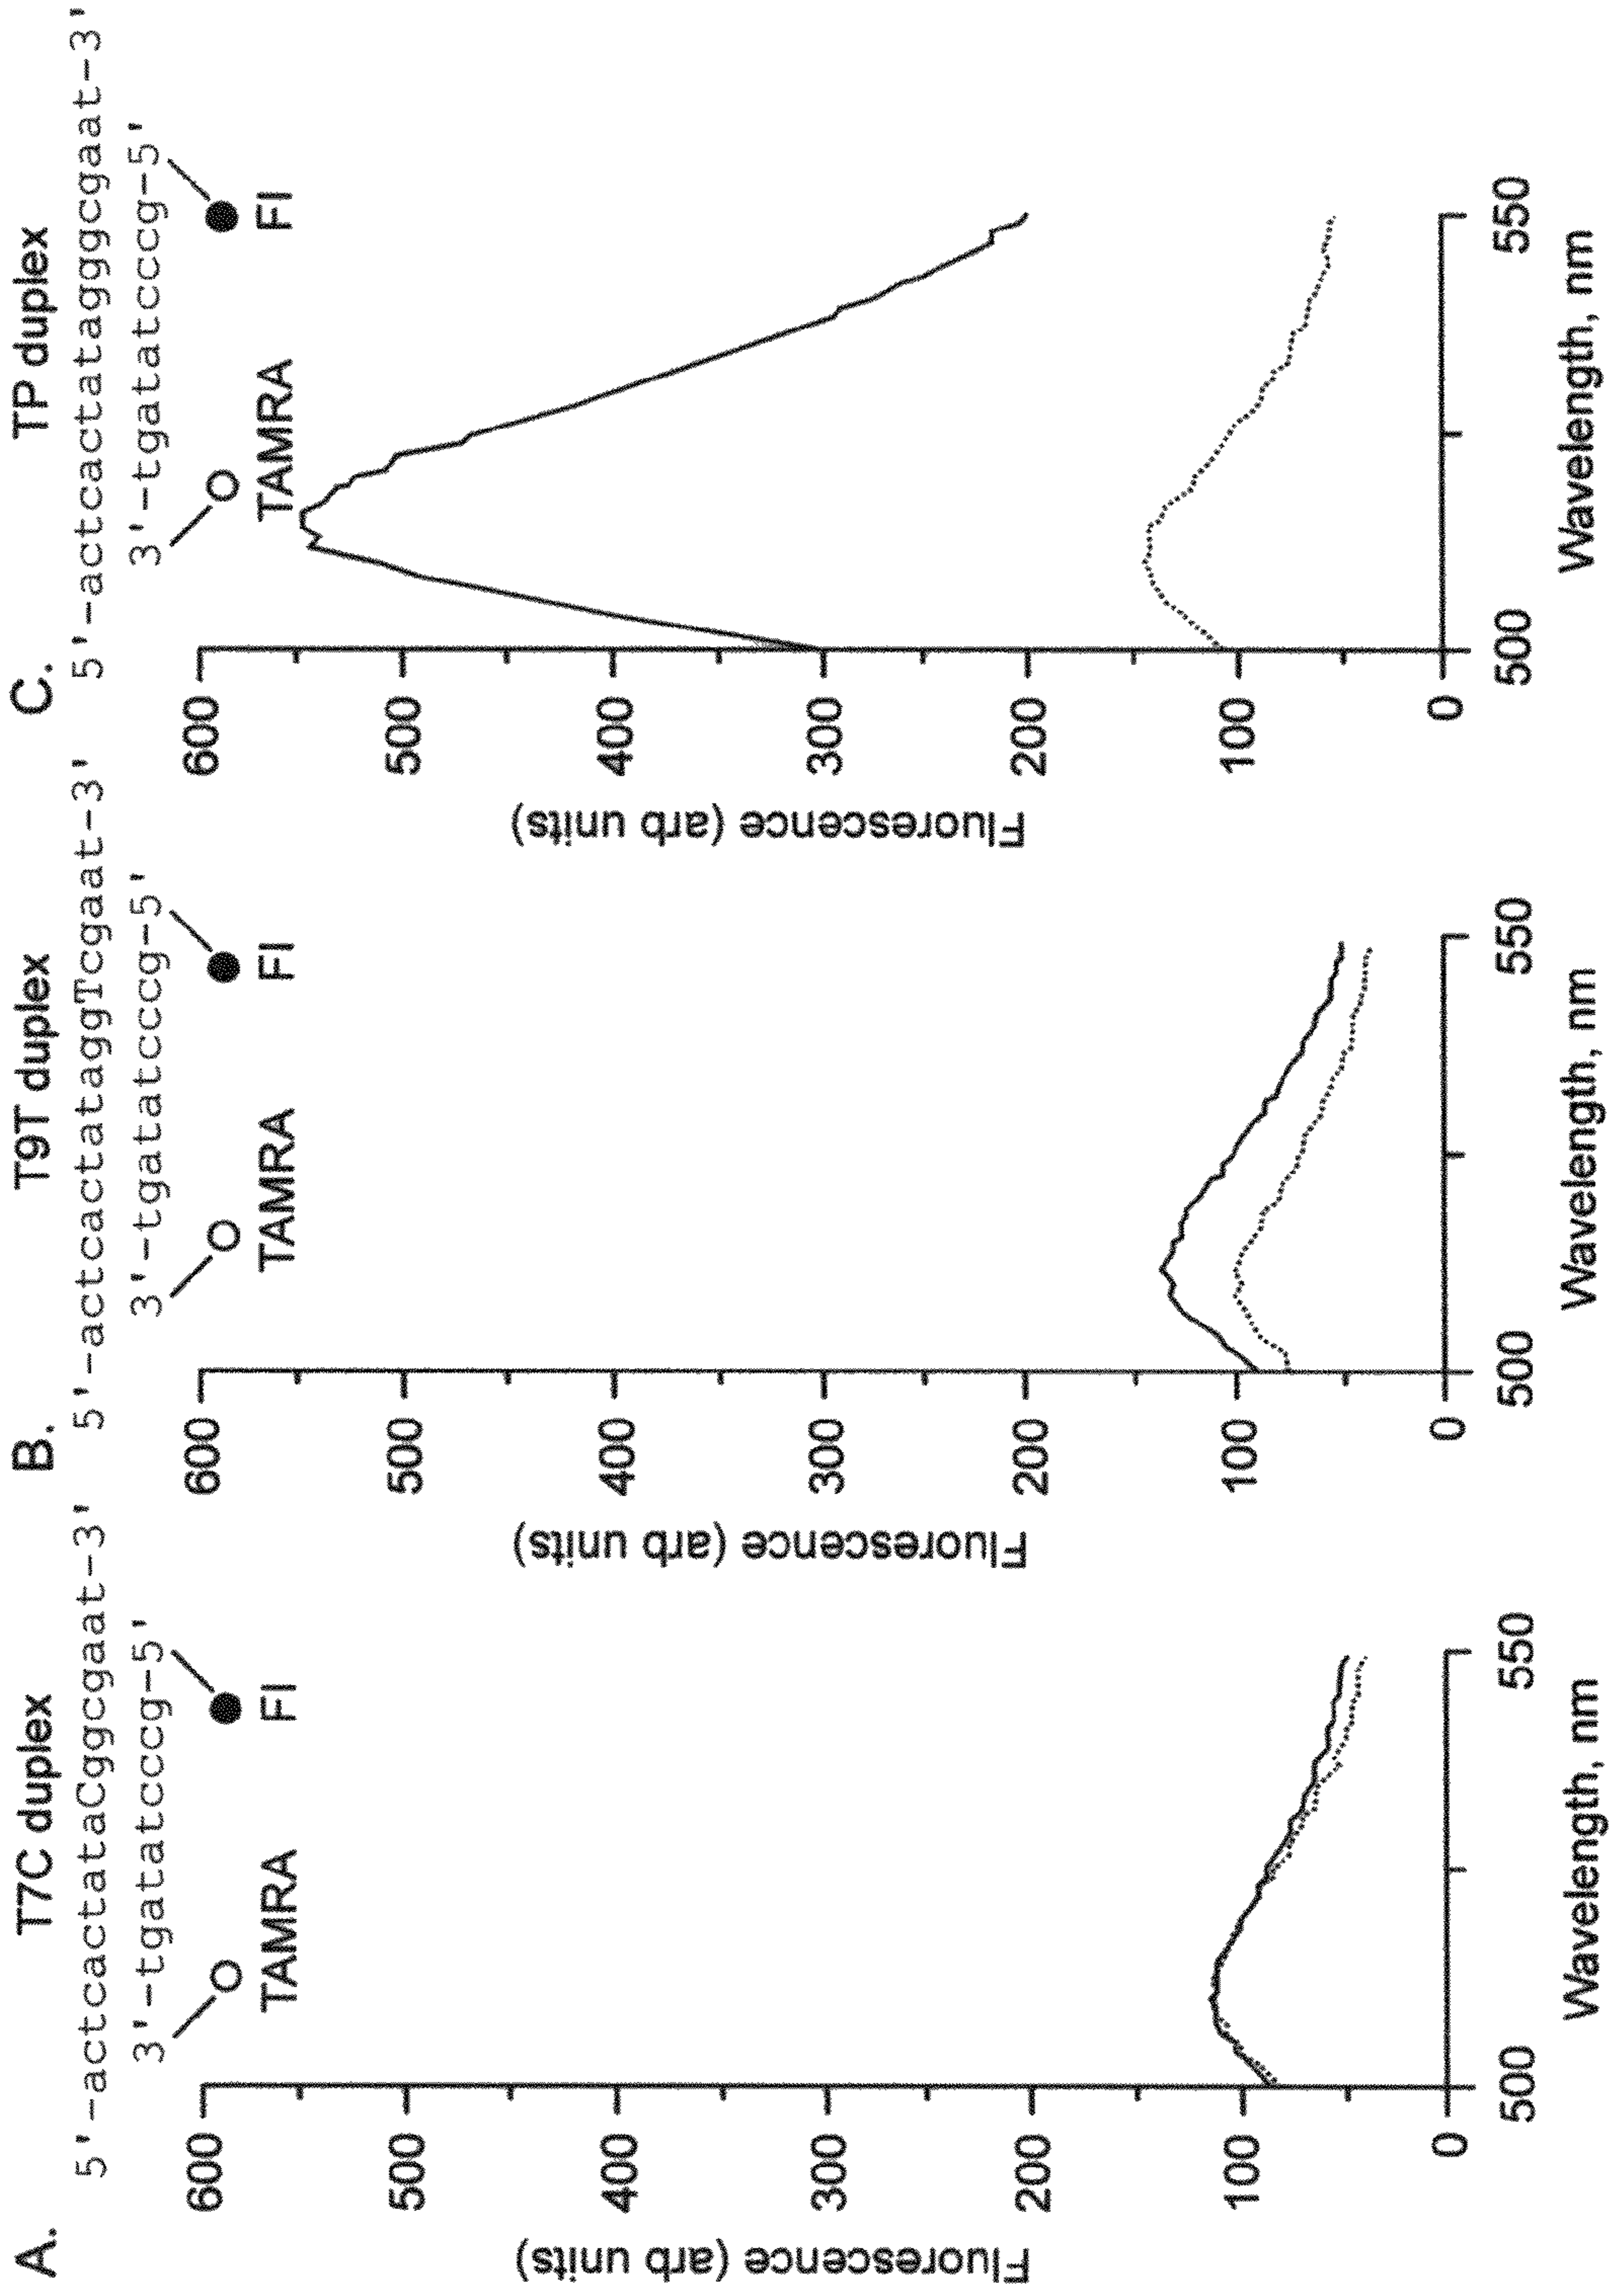 A.
T7C duplex
5'-actcactataCggcgaat-3'
3'-tgatatcccg-5'
TAMRA
Fl
600
500
400
300
200
100
0
Fluorescence (arb units)
500
550
Wavelength, nm
B.
T9T duplex
5'-actcactataggTcgaat-3'
3'-tgatatcccg-5'
TAMRA
Fl
600
500
400
300
200
100
0
Fluorescence (arb units)
500
550
Wavelength, nm
C.
TP duplex
5'-actcactatagggcgaat-3'
3'-tgatatcccg-5'
TAMRA
Fl
600
500
400
300
200
100
0
Fluorescence (arb units)
500
550
Wavelength, nm